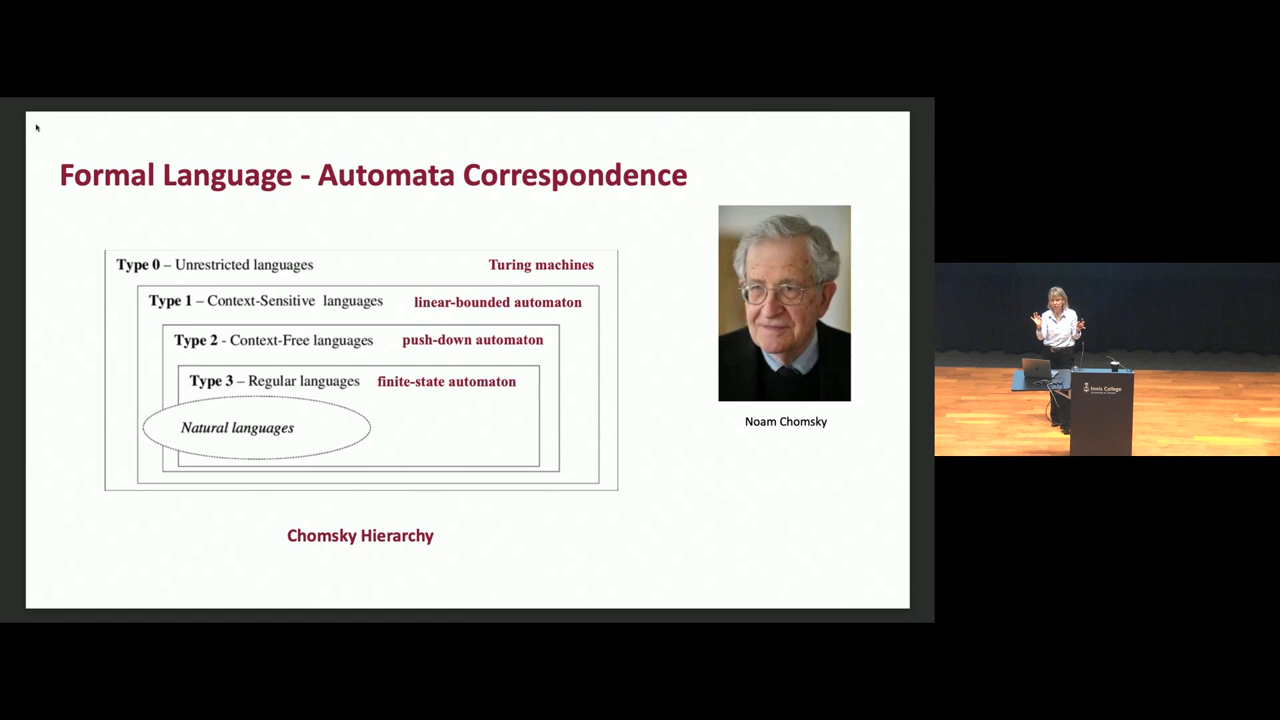 Formal Language - Automata Correspondence
Type 0 – Unrestricted languages Turing machines
Type 1 – Context-Sensitive languages linear-bounded automaton
Type 2 - Context-Free languages push-down automaton
Type 3 – Regular languages finite-state automaton
Natural languages
Noam Chomsky
Chomsky Hierarchy
Innis College